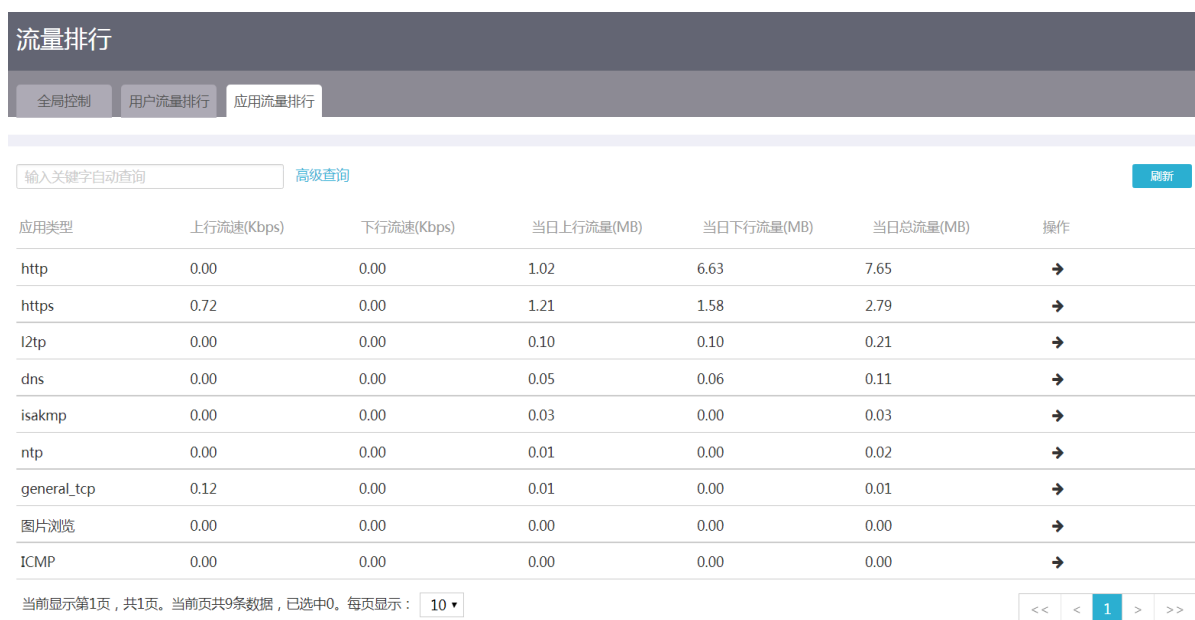 流量排行
全局控制 用户流量排行 应用流量排行
输入关键字自动查询 高级查询 刷新
应用类型 上行流速(Kbps) 下行流速(Kbps) 当日上行流量(MB) 当日下行流量(MB) 当日总流量(MB) 操作
http 0.00 0.00 1.02 6.63 7.65
https 0.72 0.00 1.21 1.58 2.79
l2tp 0.00 0.00 0.10 0.10 0.21
dns 0.00 0.00 0.05 0.06 0.11
isakmp 0.00 0.00 0.03 0.00 0.03
ntp 0.00 0.00 0.01 0.00 0.02
general_tcp 0.12 0.00 0.01 0.00 0.01
图片浏览 0.00 0.00 0.00 0.00 0.00
ICMP 0.00 0.00 0.00 0.00 0.00
当前显示第1页，共1页。当前页共9条数据，已选中0。每页显示： 10 << < 1 > >>